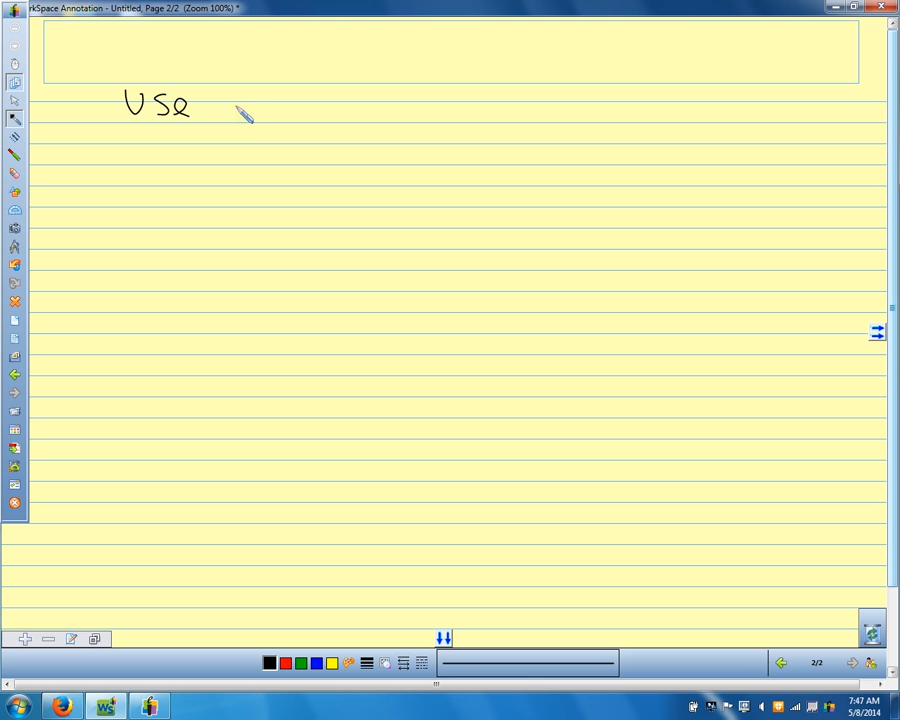 rkSpace Annotation - Untitled, Page 2/2 (Zoom 100%) *
Use
2/2
7:47 AM
5/8/2014